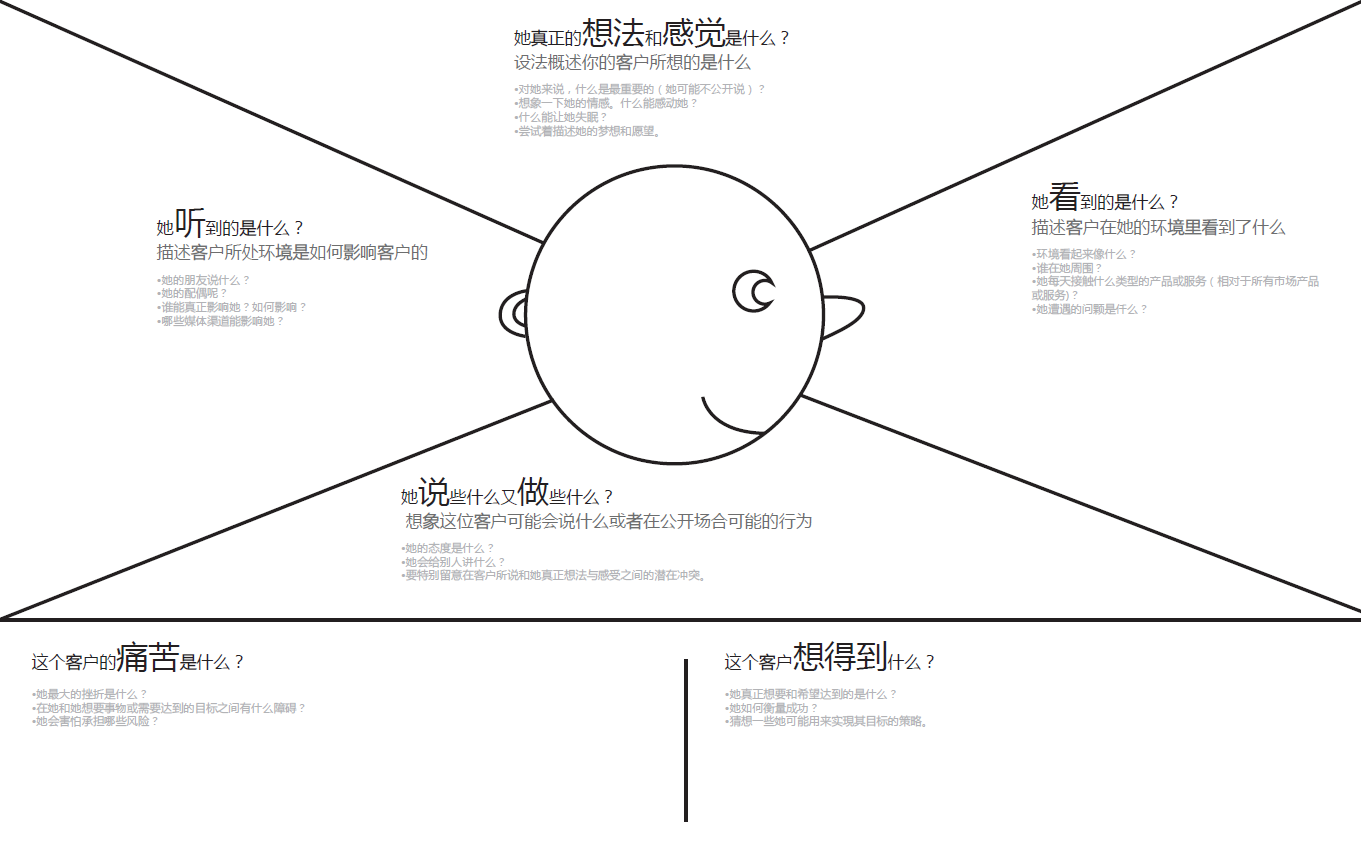 她真正的想法和感觉是什么？
设法概述你的客户所想的是什么
•对她来说，什么是最重要的（她可能不公开说）？
•想象一下她的情感。什么能感动她？
•什么能让她失眠？
•尝试着描述她的梦想和愿望。
她听到的是什么？
描述客户所处环境是如何影响客户的
•她的朋友说什么？
•她的配偶呢？
•谁能真正影响她？如何影响？
•哪些媒体渠道能影响她？
她看到的是什么？
描述客户在她的环境里看到了什么
•环境看起来像什么？
•谁在她周围？
•她每天接触什么类型的产品或服务（相对于所有市场产品
或服务)？
•她遭遇的问题是什么？
她说些什么又做些什么？
想象这位客户可能会说什么或者在公开场合可能的行为
•她的态度是什么？
•她会给别人讲什么？
•要特别留意在客户所说和她真正想法与感受之间的潜在冲突。
这个客户的痛苦是什么？
•她最大的挫折是什么？
•在她和她想要事物或需要达到的目标之间有什么障碍？
•她会害怕承担哪些风险？
这个客户想得到什么？
•她真正想要和希望达到的是什么？
•她如何衡量成功？
•猜想一些她可能用来实现其目标的策略。